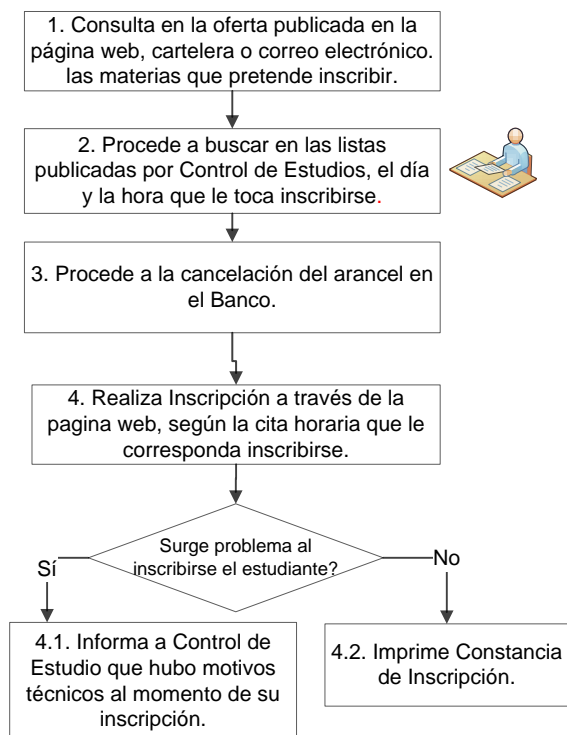 1. Consulta en la oferta publicada en la
página web, cartelera o correo electrónico.
las materias que pretende inscribir.
2. Procede a buscar en las listas
publicadas por Control de Estudios, el día
y la hora que le toca inscribirse.
3. Procede a la cancelación del arancel en
el Banco.
4. Realiza Inscripción a través de la
pagina web, según la cita horaria que le
corresponda inscribirse.
Surge problema al
inscribirse el estudiante?
Sí
No
4.1. Informa a Control de
Estudio que hubo motivos
técnicos al momento de su
inscripción.
4.2. Imprime Constancia
de Inscripción.